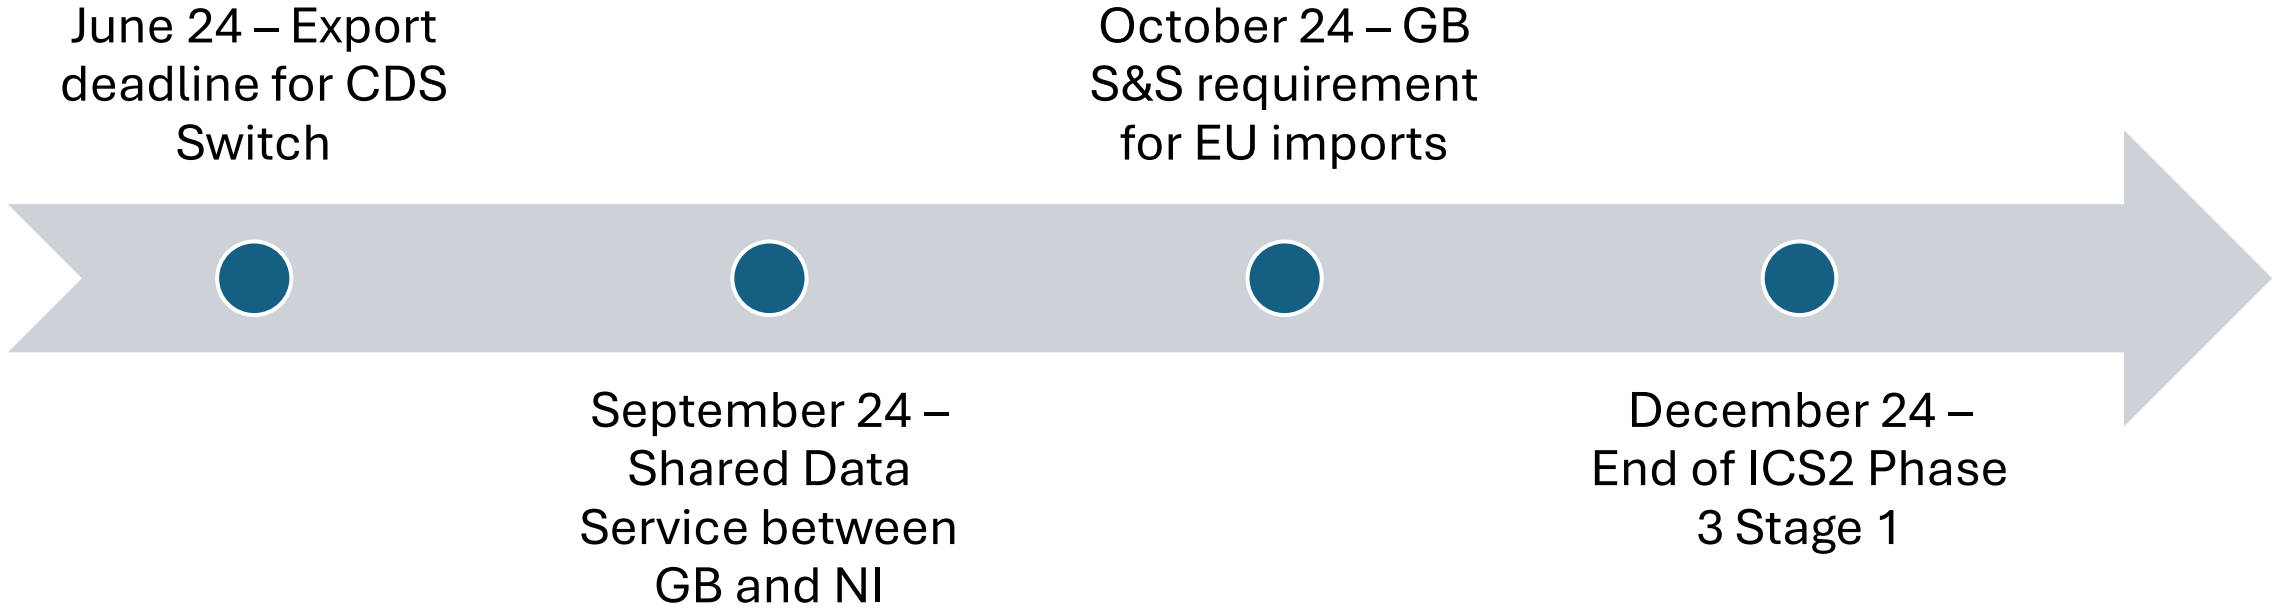 June 24 – Export
deadline for CDS
Switch
September 24 –
Shared Data
Service between
GB and NI
October 24 – GB
S&S requirement
for EU imports
December 24 –
End of ICS2 Phase
3 Stage 1